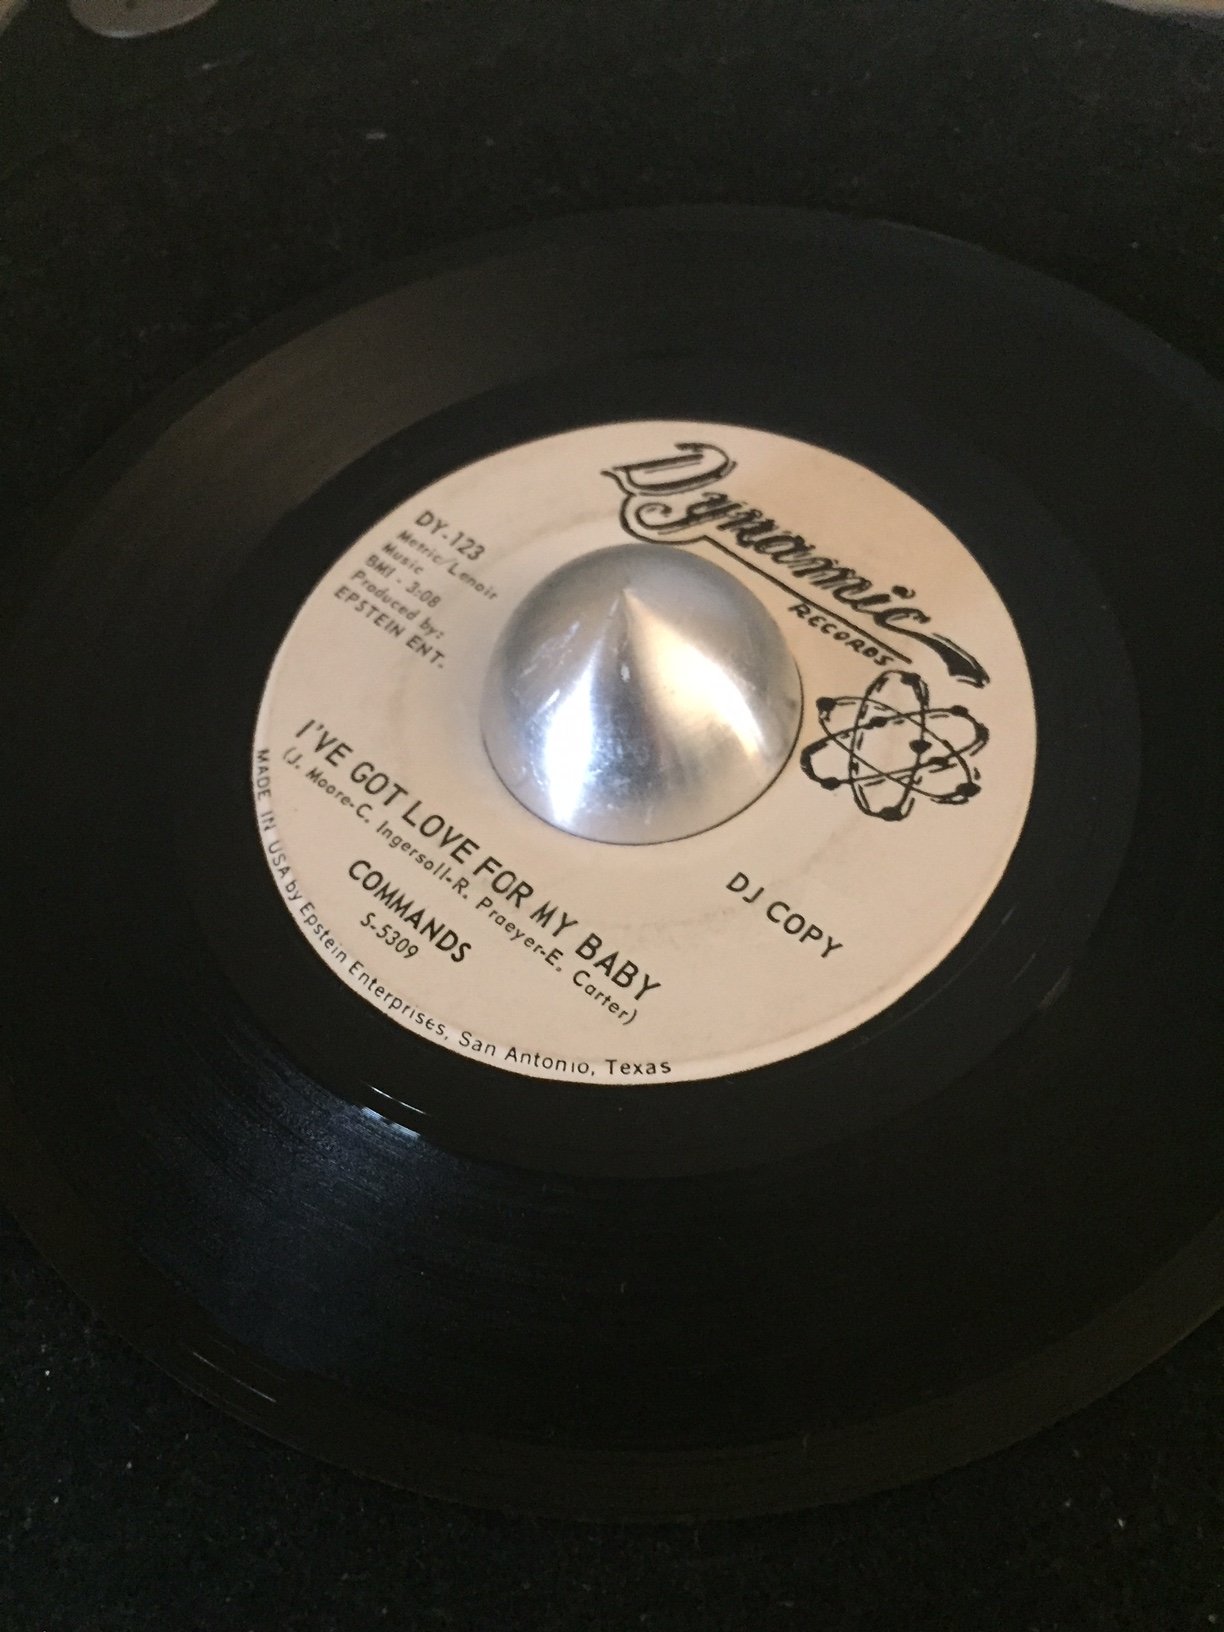 Dynamic
RECORDS
DY-123
Metric/Lenoir
Music
BMI - 3:08
Produced by:
EPSTEIN ENT.
DJ COPY
I'VE GOT LOVE FOR MY BABY
(J. Moore-C. Ingersoll-R. Praeyer-E. Carter)
COMMANDS
S-5309
MADE IN USA by Epstein Enterprises, San Antonio, Texas